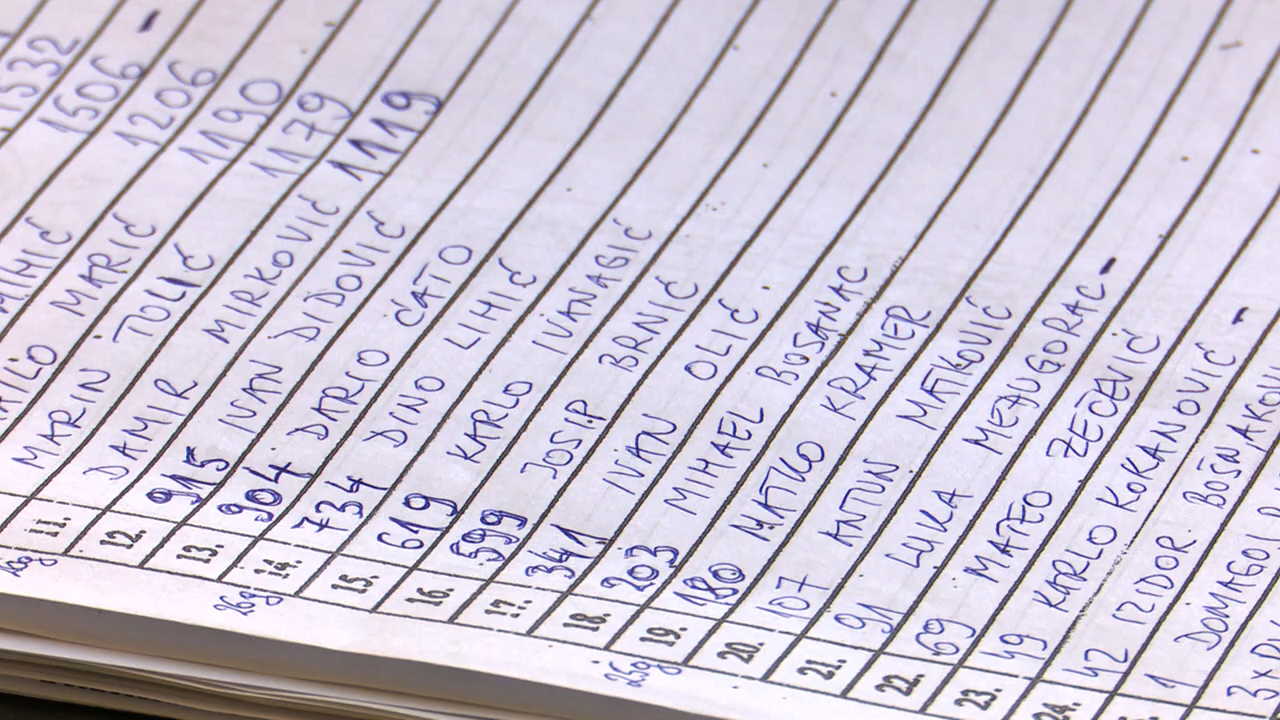 1532
1506 -
1206
MARIĆ 1190
11. MARIN TOLIĆ 1179
12. DAMIR MIRKOVIĆ 1119
13. 915 IVAN DIDOVIĆ
14. 904 DARIO ĆATO
15. 734 DINO LIHIĆ
16. 619 KARLO IVANAGIĆ
17. 599 JOSIP BRNIĆ
18. 341 IVAN OLIĆ
19. 203 MIHAEL BOSANAC
20. 180 MATKO KRAMER
21. 107 ANTUN MATKOVIĆ
22. 91 LUKA MEĐUGORAC -
23. 69 MATEO ZEČEVIĆ
24. 49 KARLO KOKANOVIĆ -
42 IZIDOR
1 DOMAGOJ